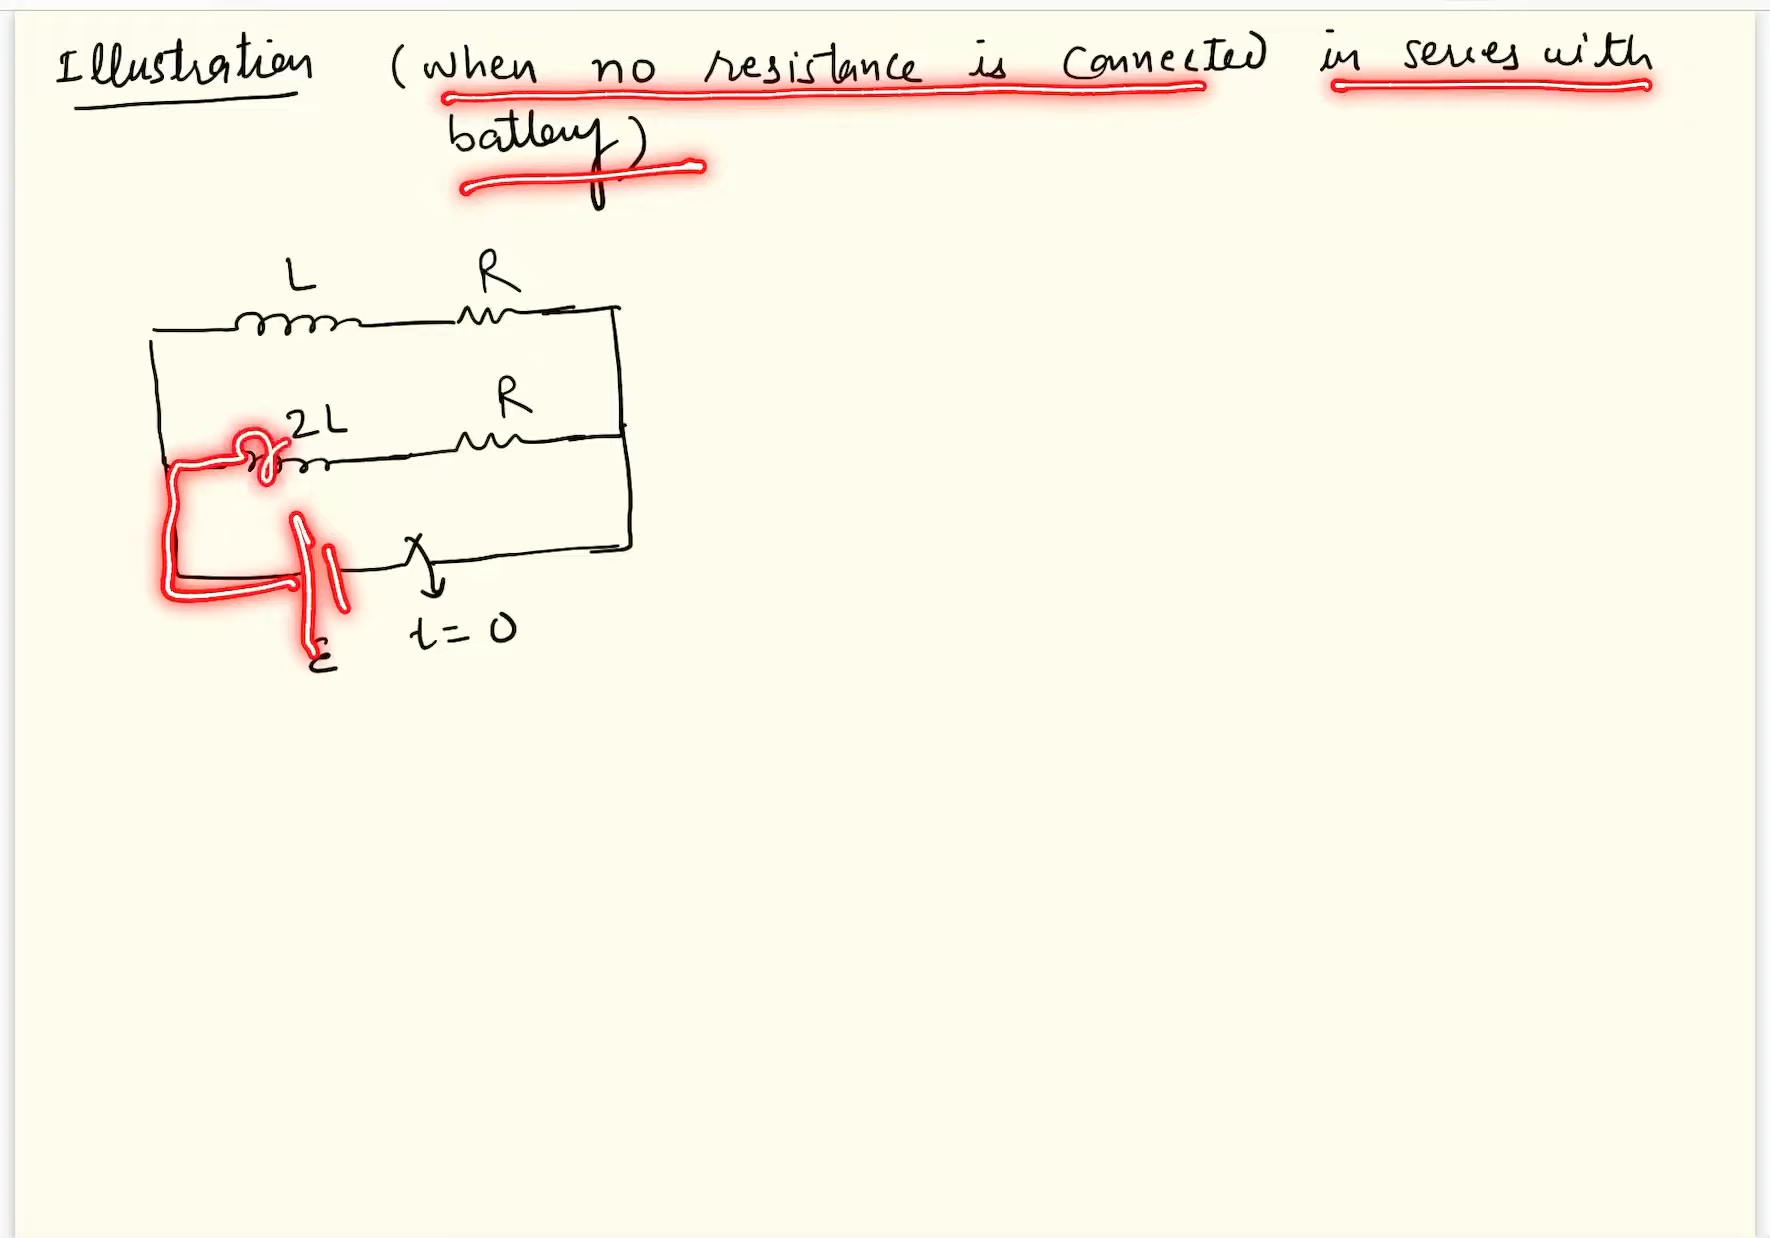 Illustration (when no resistance is connected in series with
battery)
L R
2L R
ε t = 0